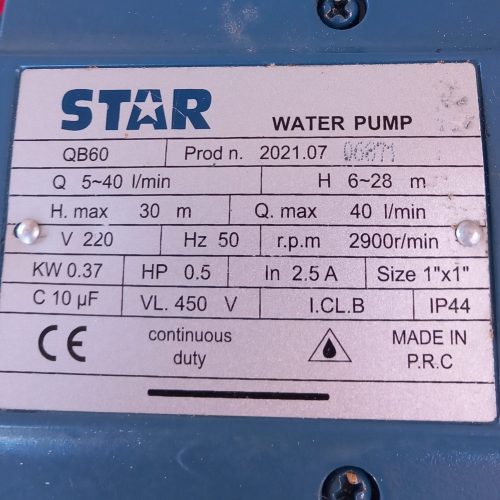 STAR WATER PUMP
QB60 Prod n. 2021.07
Q 5~40 l/min H 6~28 m
H. max 30 m Q. max 40 l/min
V 220 Hz 50 r.p.m 2900r/min
KW 0.37 HP 0.5 In 2.5 A Size 1"x1"
C 10 µF VL. 450 V I.CL.B IP44
CE continuous duty MADE IN P.R.C